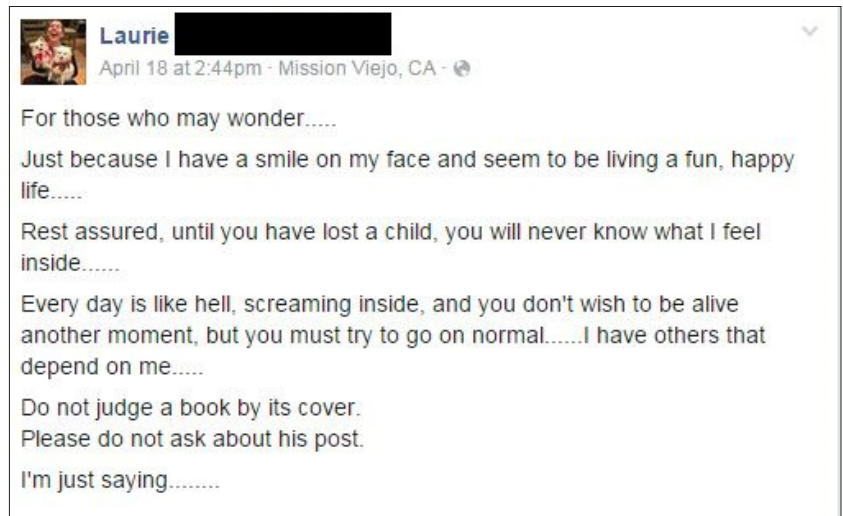 Laurie
April 18 at 2:44pm · Mission Viejo, CA ·
For those who may wonder.....
Just because I have a smile on my face and seem to be living a fun, happy
life.....
Rest assured, until you have lost a child, you will never know what I feel
inside......
Every day is like hell, screaming inside, and you don't wish to be alive
another moment, but you must try to go on normal......I have others that
depend on me.....
Do not judge a book by its cover.
Please do not ask about his post.
I'm just saying........